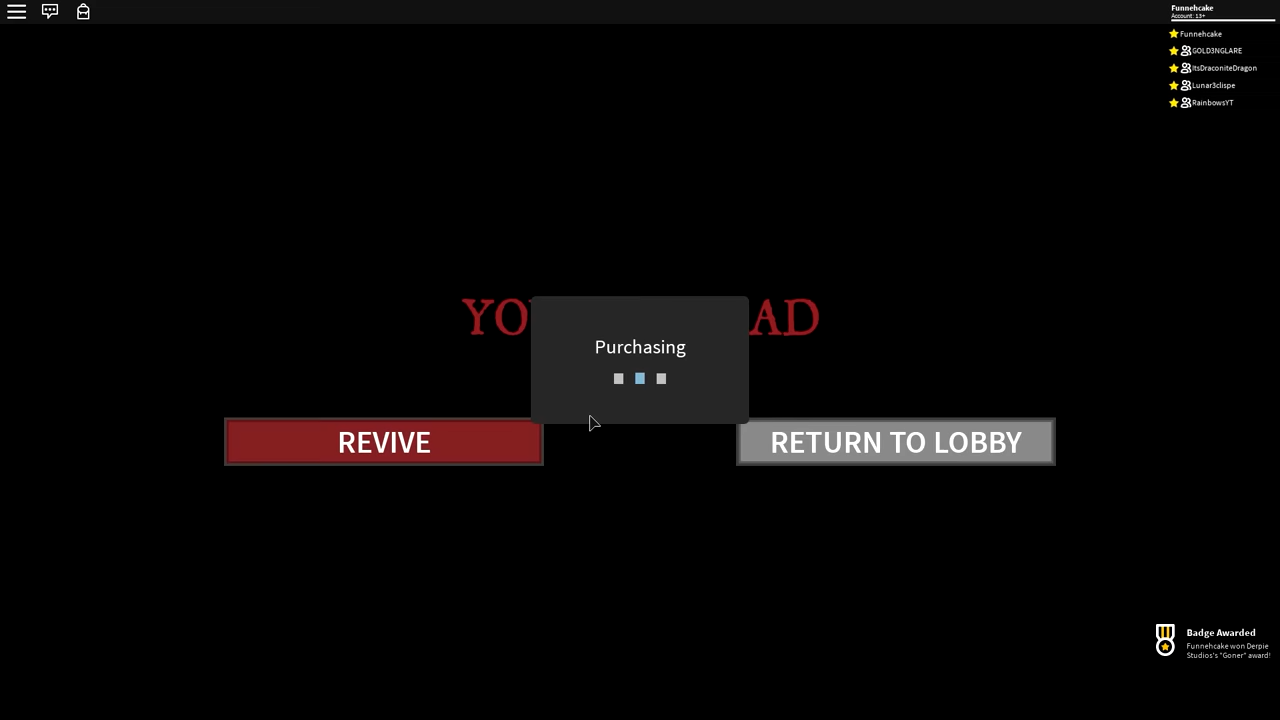 Funnehcake
Account: 13+
Funnehcake
GOLD3NGLARE
ItsDraconiteDragon
Lunar3clispe
RainbowsYT
YO AD
Purchasing
REVIVE
RETURN TO LOBBY
Badge Awarded
Funnehcake won Derpie
Studios's "Goner" award!